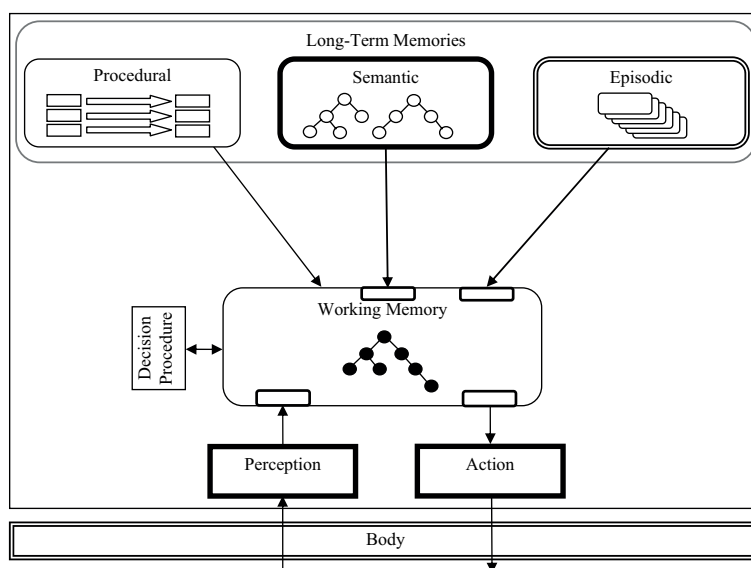 Long-Term Memories
Procedural
Semantic
Episodic
Working Memory
Decision
Procedure
Perception
Action
Body